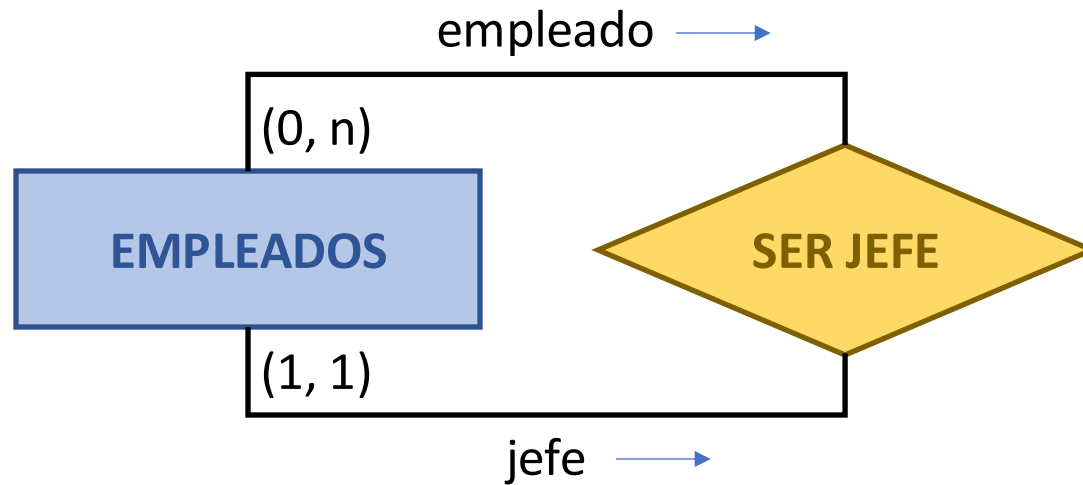 empleado
(0, n)
EMPLEADOS
SER JEFE
(1, 1)
jefe